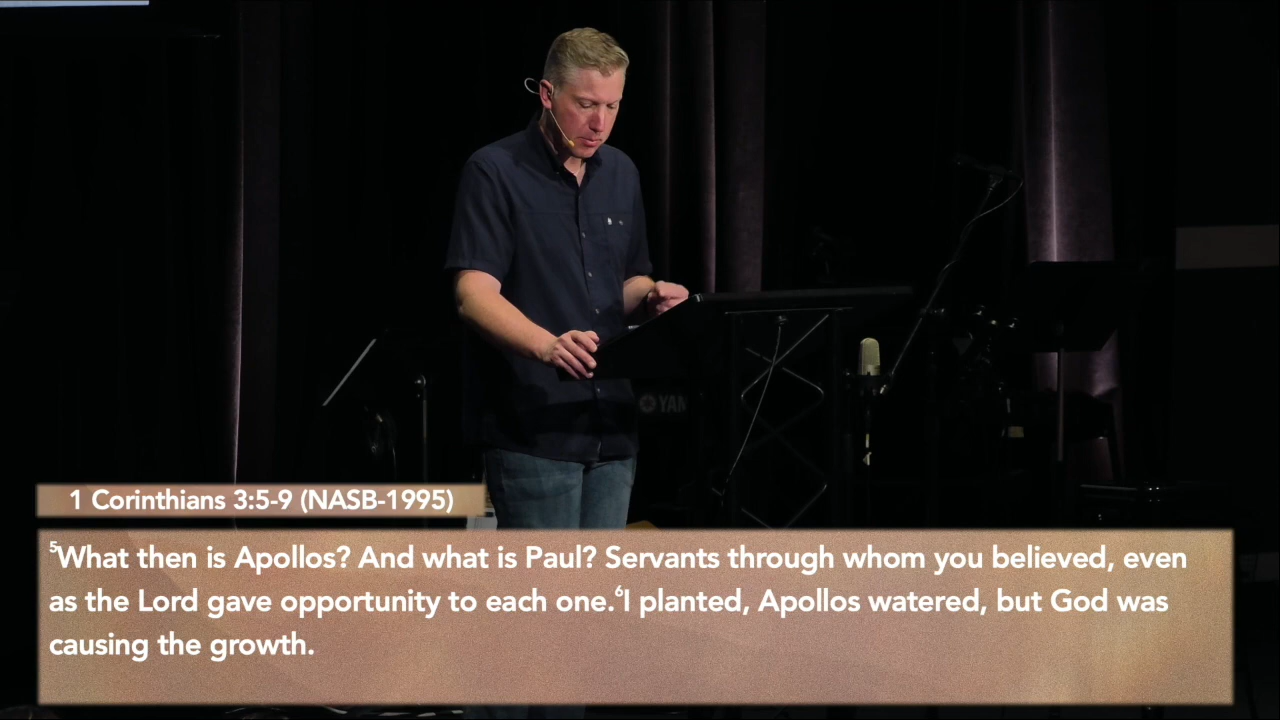 1 Corinthians 3:5-9 (NASB-1995)
⁵What then is Apollos? And what is Paul? Servants through whom you believed, even
as the Lord gave opportunity to each one.⁶I planted, Apollos watered, but God was
causing the growth.